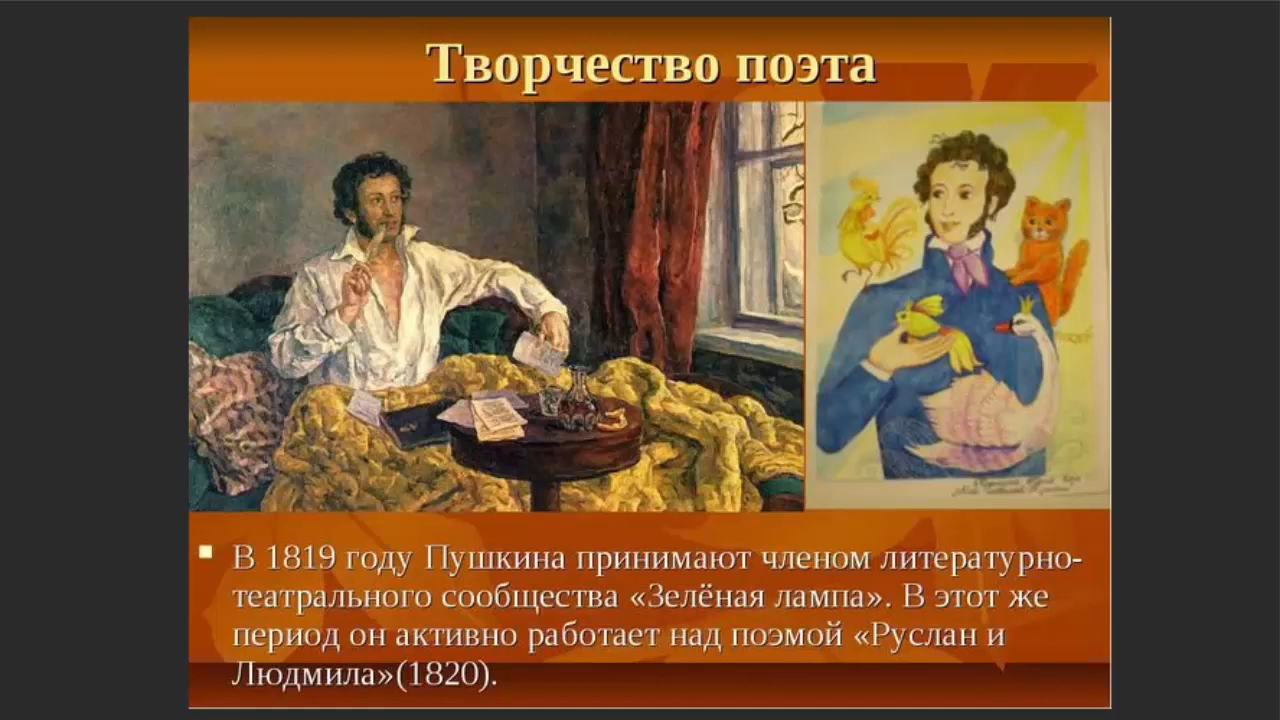 Творчество поэта
В 1819 году Пушкина принимают членом литературно-
театрального сообщества «Зелёная лампа». В этот же
период он активно работает над поэмой «Руслан и
Людмила»(1820).